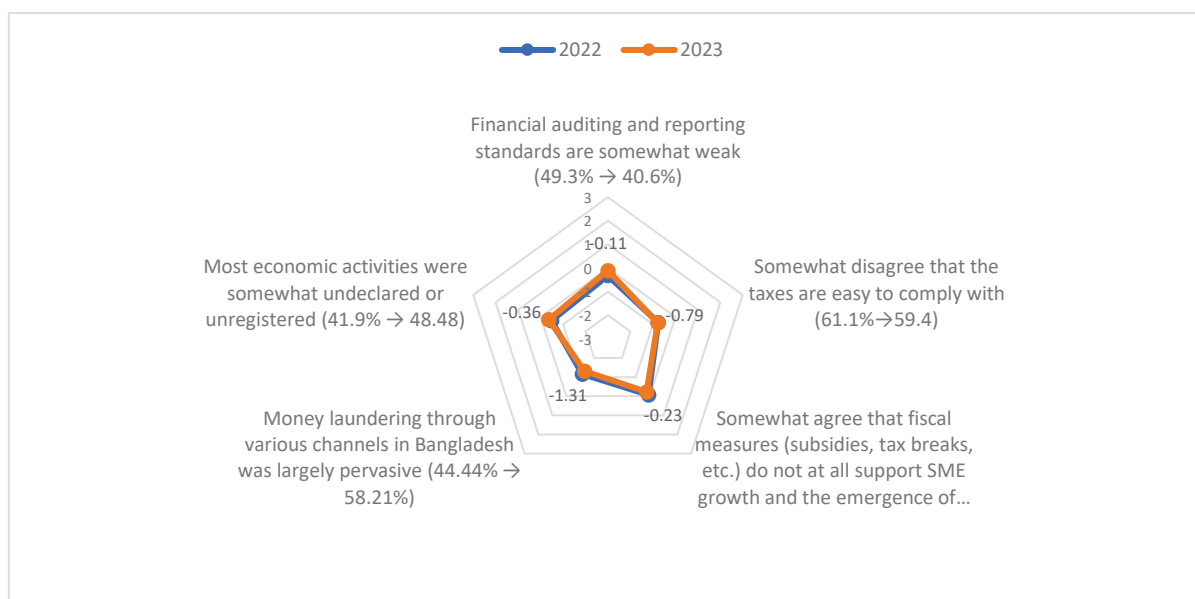 2022 2023
Financial auditing and reporting
standards are somewhat weak
(49.3% → 40.6%)
3
2
1
-0.11
0
-1
-2
-3
Most economic activities were
somewhat undeclared or
unregistered (41.9% → 48.48)
-0.36
Somewhat disagree that the
taxes are easy to comply with
(61.1%→59.4)
-0.79
Money laundering through
various channels in Bangladesh
was largely pervasive (44.44% →
58.21%)
-1.31
Somewhat agree that fiscal
measures (subsidies, tax breaks,
etc.) do not at all support SME
growth and the emergence of…
-0.23